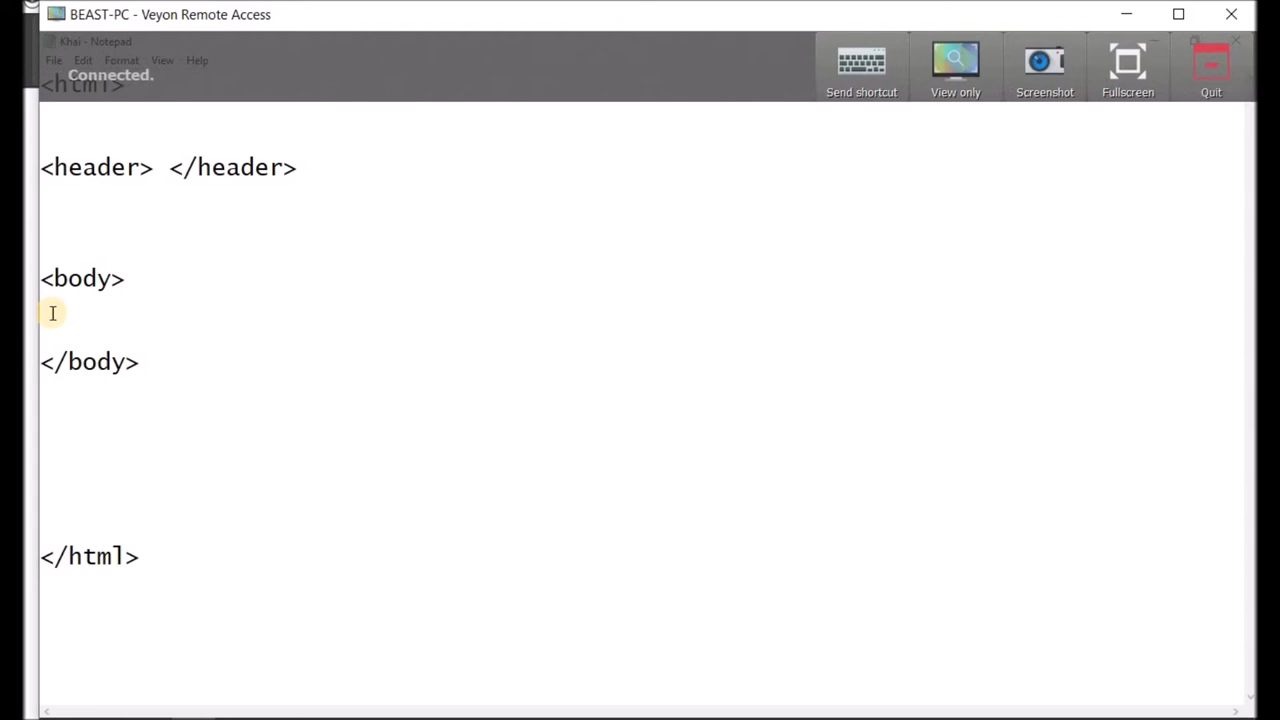 BEAST-PC - Veyon Remote Access
Khai - Notepad
File Edit Format View Help
Connected.
Send shortcut
View only
Screenshot
Fullscreen
Quit
<html>
<header> </header>
<body>
</body>
</html>